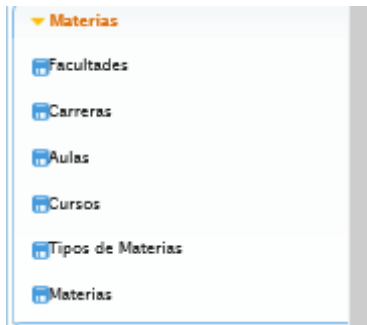 Materias
Facultades
Carreras
Aulas
Cursos
Tipos de Materias
Materias